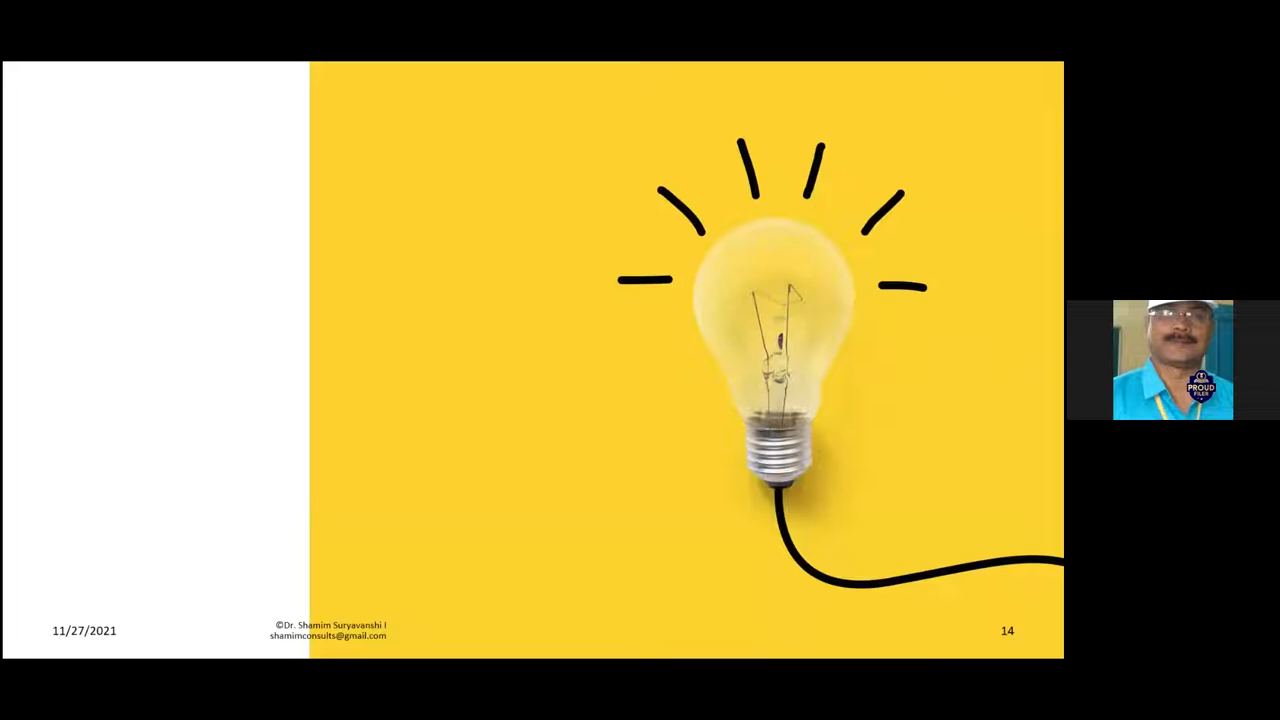 PROUD
FILER
11/27/2021
©Dr. Shamim Suryavanshi I
shamimconsults@gmail.com
14